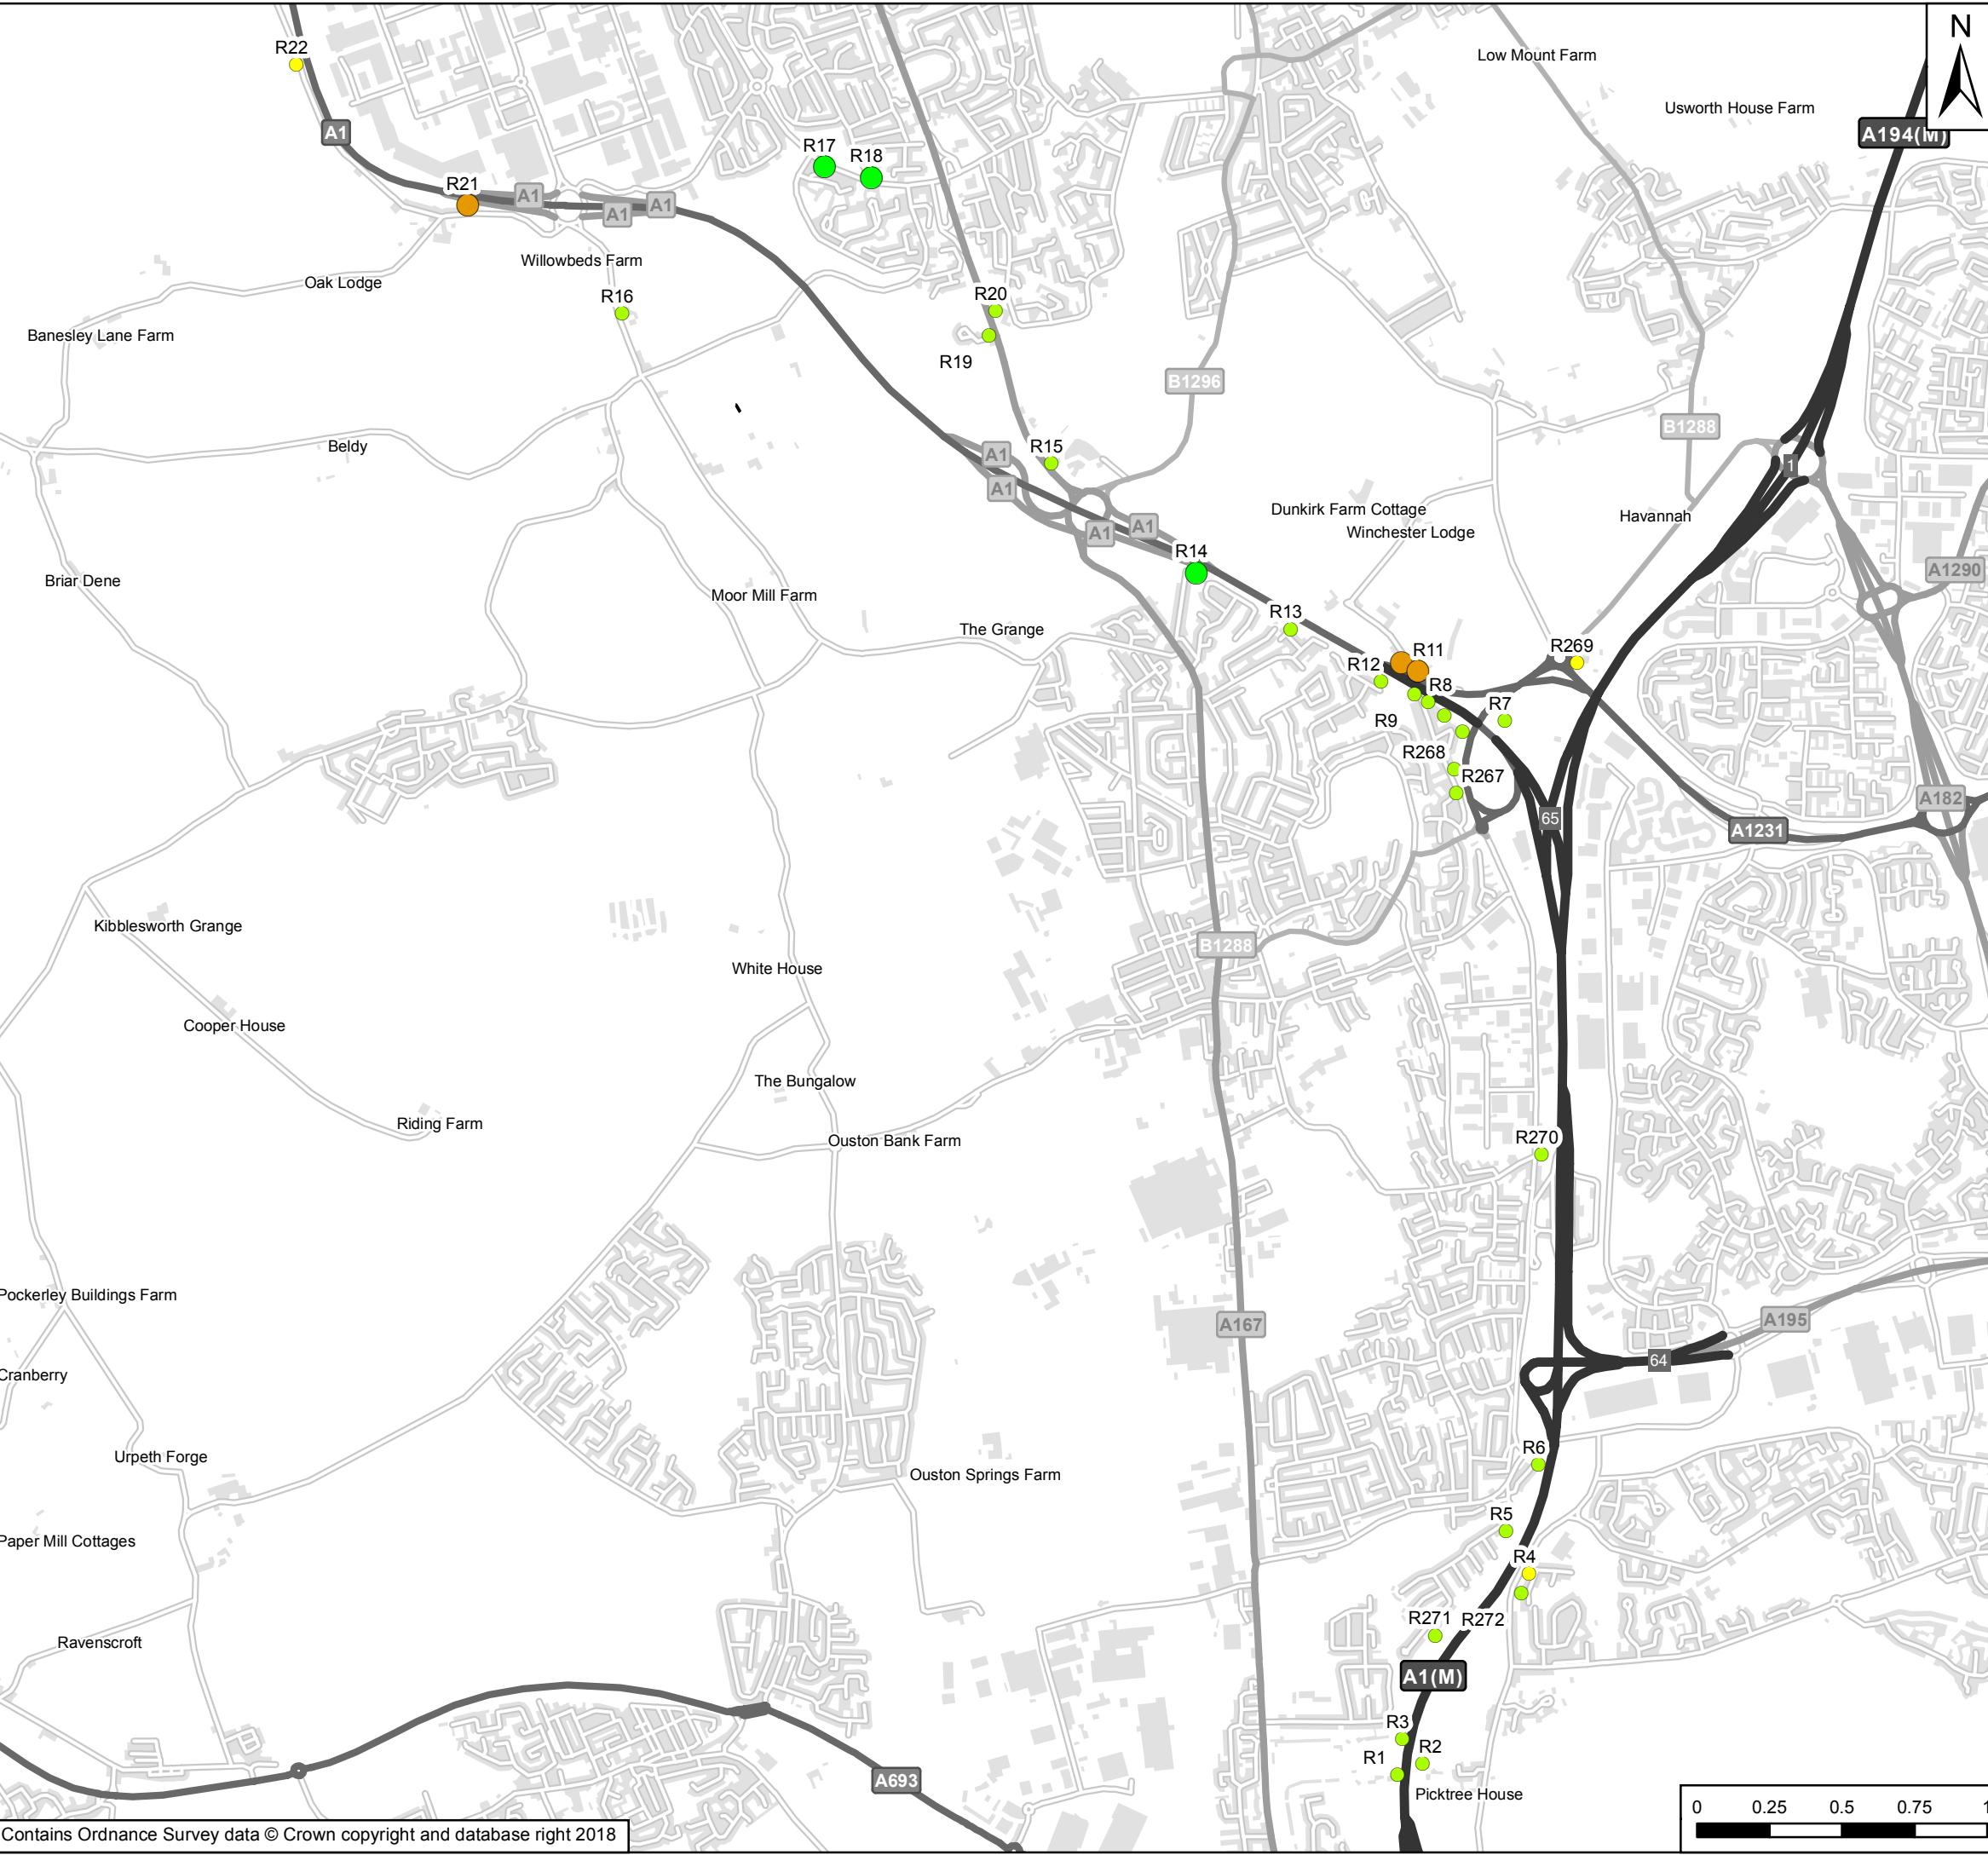 N
R22
Low Mount Farm
Usworth House Farm
A1
A194(M)
R17
R18
R21
A1
A1
A1
Willowbeds Farm
Oak Lodge
R16
R20
Banesley Lane Farm
R19
B1296
B1288
Beldy
A1
R15
1
A1
Dunkirk Farm Cottage
Havannah
A1
A1
Winchester Lodge
R14
A1290
Briar Dene
Moor Mill Farm
R13
The Grange
R11
R269
R12
R8
R7
R9
R268
R267
A182
65
A1231
Kibblesworth Grange
B1288
White House
Cooper House
The Bungalow
Riding Farm
Ouston Bank Farm
R270
Pockerley Buildings Farm
A167
A195
64
Cranberry
R6
Urpeth Forge
Ouston Springs Farm
R5
Paper Mill Cottages
R4
R271
R272
Ravenscroft
A1(M)
R3
R2
R1
A693
Picktree House
0 0.25 0.5 0.75 1
Contains Ordnance Survey data © Crown copyright and database right 2018